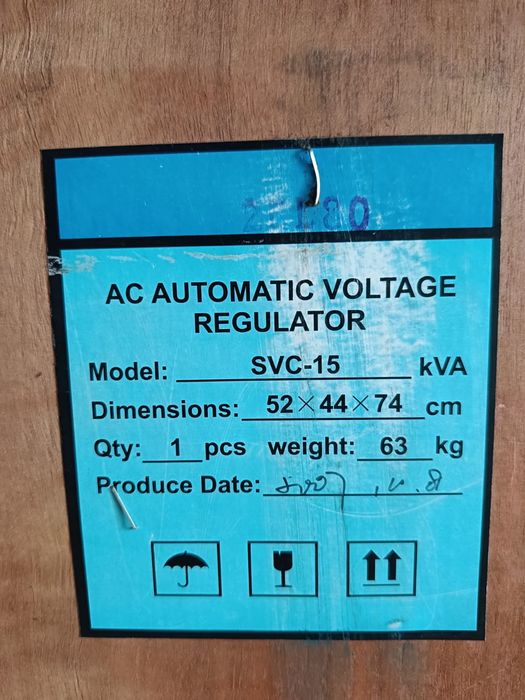 AC AUTOMATIC VOLTAGE
REGULATOR
Model: SVC-15 kVA
Dimensions: 52×44×74 cm
Qty: 1 pcs weight: 63 kg
Produce Date: